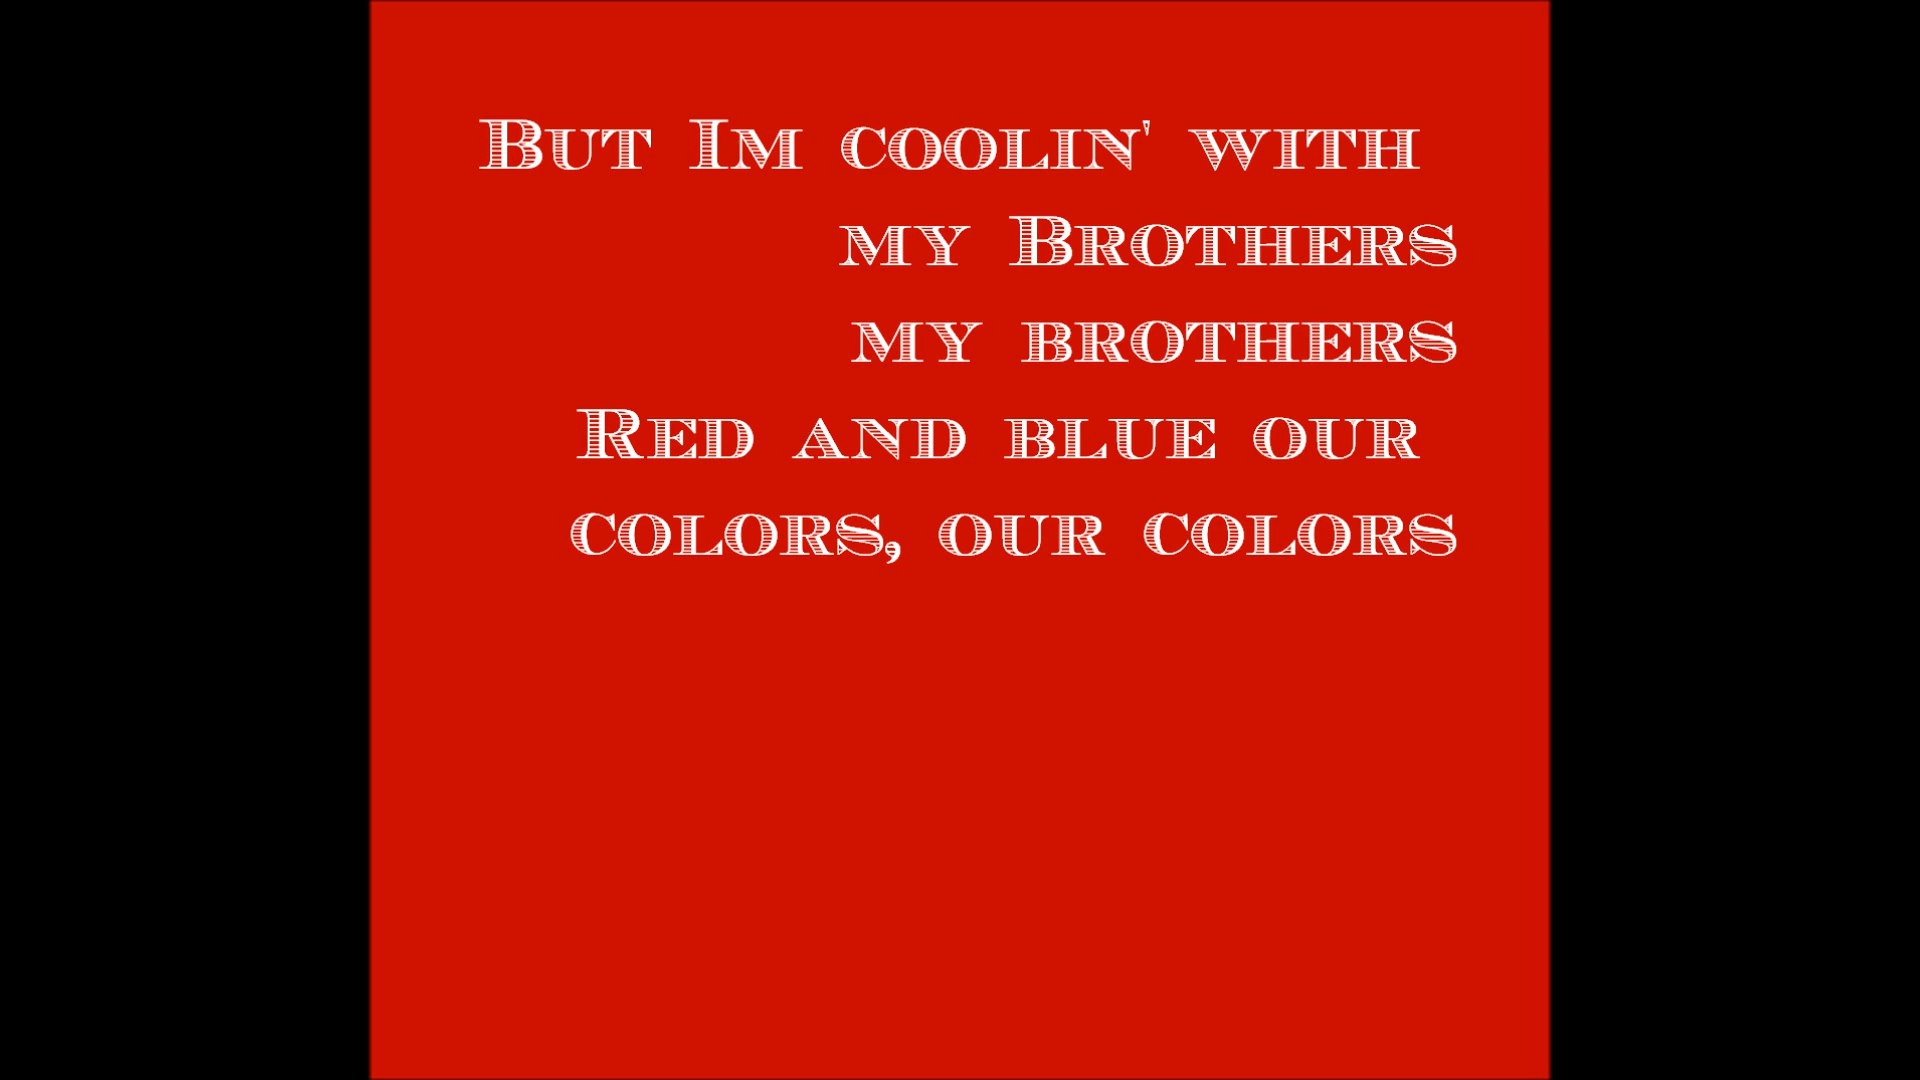 But Im coolin' with
my Brothers
my brothers
Red and blue our
colors, our colors